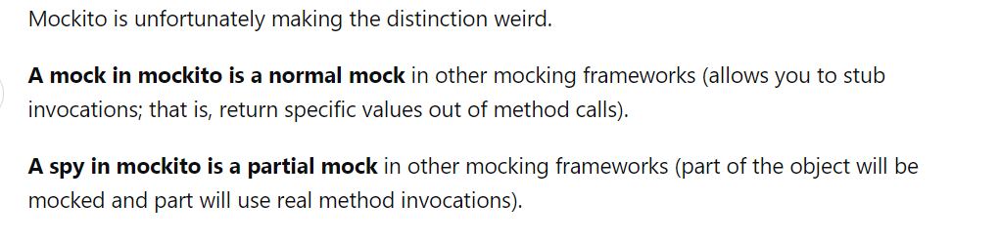 Mockito is unfortunately making the distinction weird.
A mock in mockito is a normal mock in other mocking frameworks (allows you to stub
invocations; that is, return specific values out of method calls).
A spy in mockito is a partial mock in other mocking frameworks (part of the object will be
mocked and part will use real method invocations).